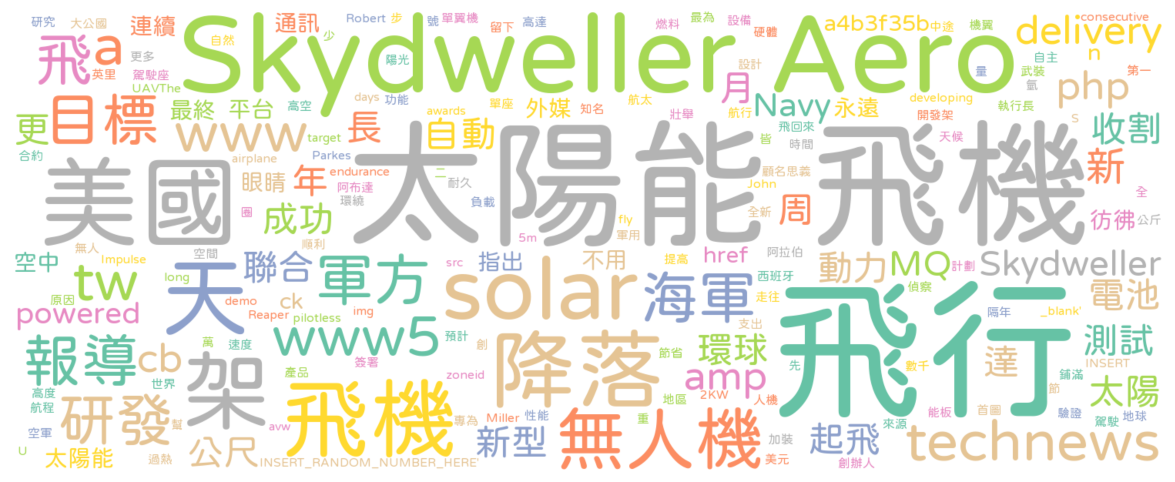 研究 大公國 Robert 步 號 單翼機 留下 高達 燃料 最為 設備 a4b3f35b 中途 機翼 consecutive
飛 a 連續 自然 通訊 少 Skydweller Aero 硬體 delivery
英里 更多 駕駛座 陽光 設計 量 自主 武裝 第一 n
UAVThe 月 氫
更 目標 最終 平台 高空 days 功能 awards 單座 外媒 知名 航太 壯舉 航行 Navy 永遠 developing 開發架 執行長 php
合約 www target 長 自動 飛回來 皆 時間 天候 s 收割
美國 airplane Parkes endurance 太陽能 飛機 顧名思義 新
眼睛 年 阿布達 二 耐久 John 全
環繞 負載 全新 周 彷彿 公斤
圈 成功 fly 軍用
無人 順利 5m
空中 Impulse 空間 聯合 src 指出 不用 提高 href 阿拉伯 動力 MQ 計劃 Skydweller
tw 原因 long 天 軍方 solar 海軍 西班牙 偵察 電池
powered demo ck img 走往 飛行 隔年 _blank'
Reaper pilotless
報導 cb 萬 速度 www5 預計 創 支出 降落 節省 環球 先 數千 達 鋪滿 測試
世界 產品 簽署 zoneid 地區 amp INSERT
高度 航程 架 飛機 2KW 人機 節 太陽
研發 幫 專為 Miller 性能 重 無人機 能板 首圖 驗證 地球
空軍 avw 新型 加裝 起飛 來源 駕駛
U 太陽能 過熱 公尺 INSERT_RANDOM_NUMBER_HERE' 美元 創辦人 technews